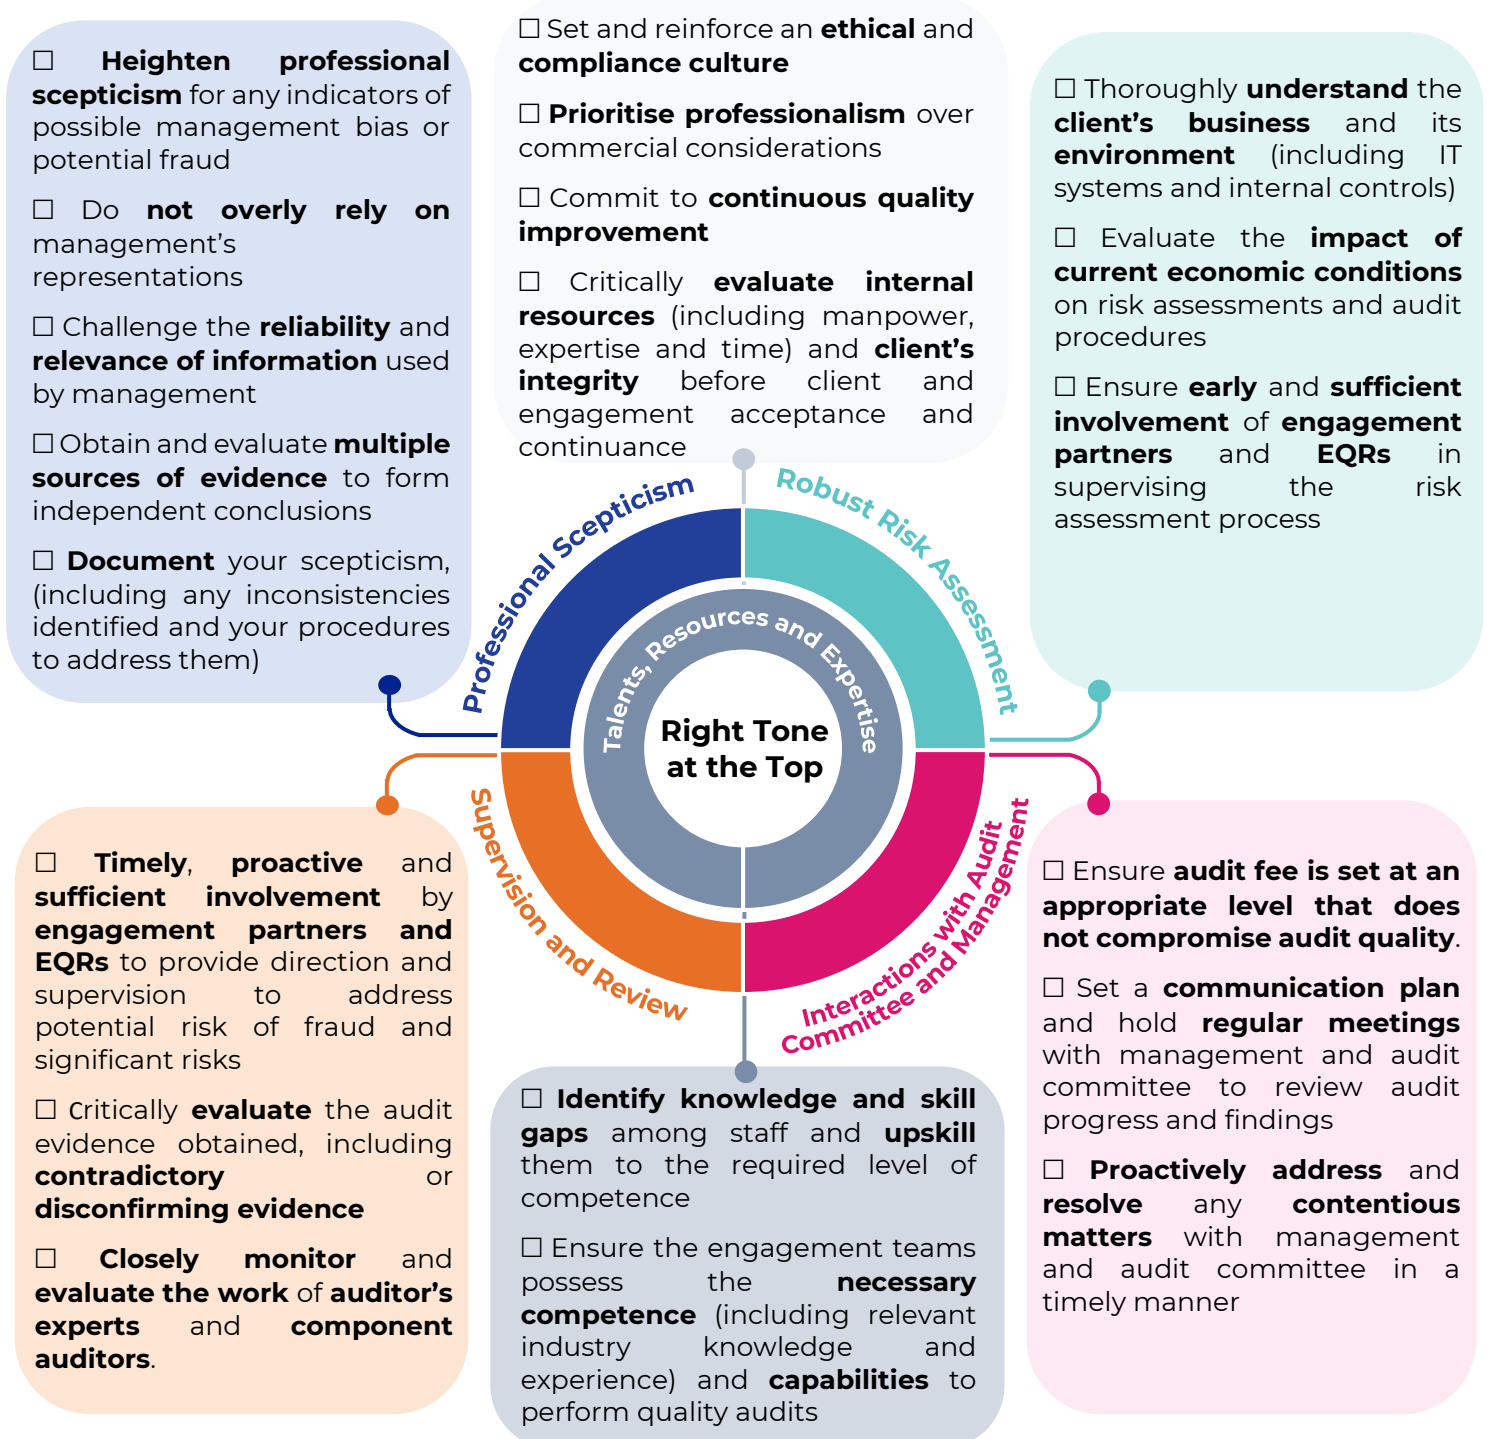 ☐ Heighten professional
scepticism for any indicators of
possible management bias or
potential fraud
☐ Do not overly rely on
management’s
representations
☐ Challenge the reliability and
relevance of information used
by management
☐ Obtain and evaluate multiple
sources of evidence to form
independent conclusions
☐ Document your scepticism,
(including any inconsistencies
identified and your procedures
to address them)
☐ Set and reinforce an ethical and
compliance culture
☐ Prioritise professionalism over
commercial considerations
☐ Commit to continuous quality
improvement
☐ Critically evaluate internal
resources (including manpower,
expertise and time) and client’s
integrity before client and
engagement acceptance and
continuance
☐ Thoroughly understand the
client’s business and its
environment (including IT
systems and internal controls)
☐ Evaluate the impact of
current economic conditions
on risk assessments and audit
procedures
☐ Ensure early and sufficient
involvement of engagement
partners and EQRs in
supervising the risk
assessment process
Professional Scepticism
Robust Risk Assessment
Talents, Resources and Expertise
Right Tone
at the Top
Supervision and Review
Interactions with Audit
Committee and Management
☐ Timely, proactive and
sufficient involvement by
engagement partners and
EQRs to provide direction and
supervision to address
potential risk of fraud and
significant risks
☐ Critically evaluate the audit
evidence obtained, including
contradictory or
disconfirming evidence
☐ Closely monitor and
evaluate the work of auditor’s
experts and component
auditors.
☐ Identify knowledge and skill
gaps among staff and upskill
them to the required level of
competence
☐ Ensure the engagement teams
possess the necessary
competence (including relevant
industry knowledge and
experience) and capabilities to
perform quality audits
☐ Ensure audit fee is set at an
appropriate level that does
not compromise audit quality.
☐ Set a communication plan
and hold regular meetings
with management and audit
committee to review audit
progress and findings
☐ Proactively address and
resolve any contentious
matters with management
and audit committee in a
timely manner